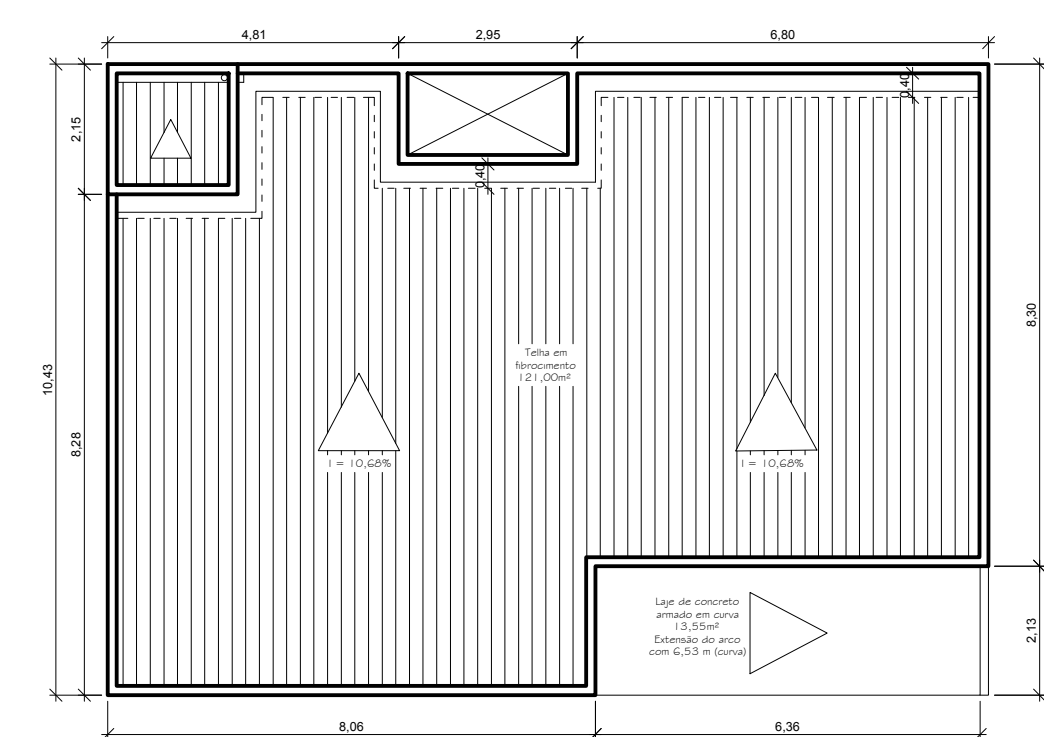 4,81
2,95
6,80
0,40
2,15
0,40
8,30
Telha em
fibrocimento
121,00m²
10,43
8,28
I = 10,68%
I = 10,68%
Laje de concreto
armado em curva
13,55m²
Extensão do arco
com 6,53 m (curva)
2,13
8,06
6,36